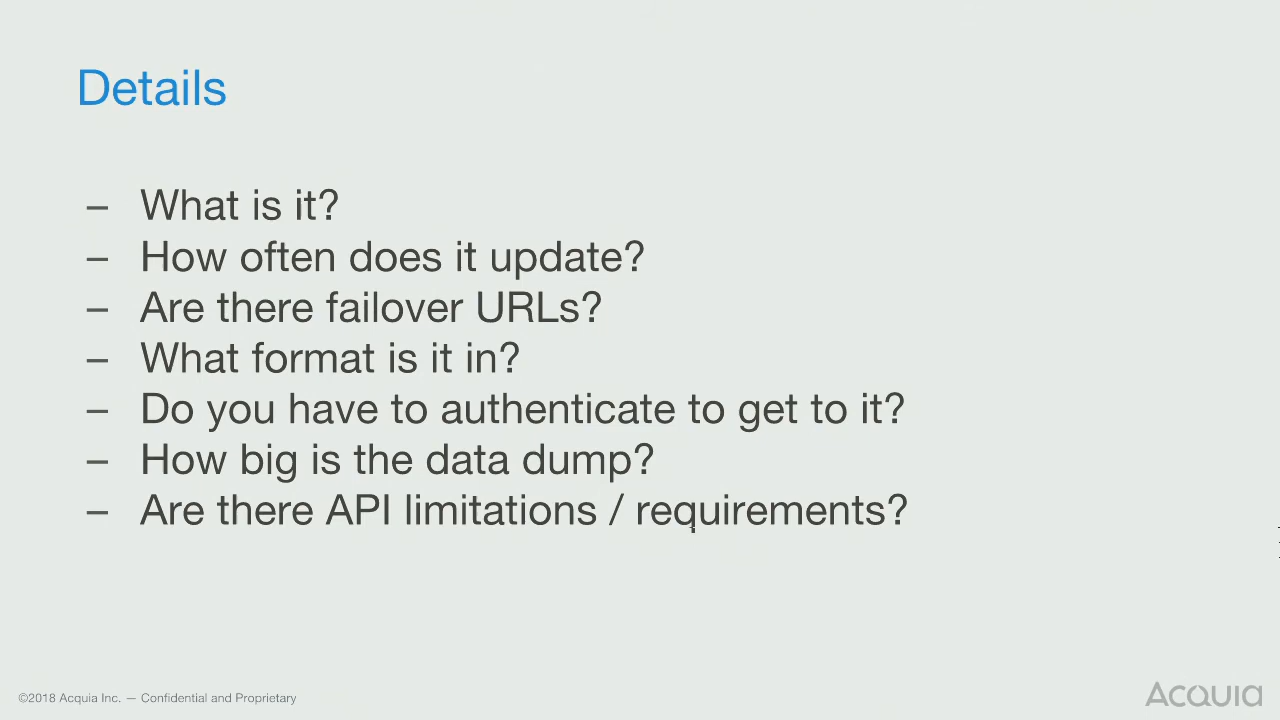 Details
– What is it?
– How often does it update?
– Are there failover URLs?
– What format is it in?
– Do you have to authenticate to get to it?
– How big is the data dump?
– Are there API limitations / requirements?
©2018 Acquia Inc. — Confidential and Proprietary
Acquia